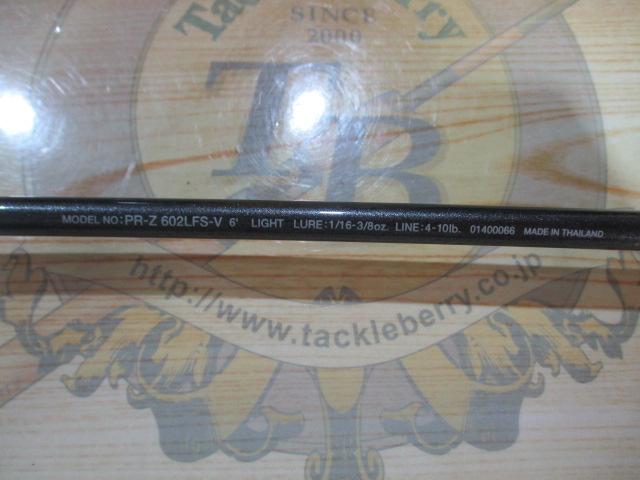 Tackleberry
SINCE
2000
TB
MODEL NO:PR-Z 602LFS-V 6' LIGHT LURE:1/16-3/8oz. LINE:4-10lb. 01400066 MADE IN THAILAND
http://www.tackleberry.co.jp